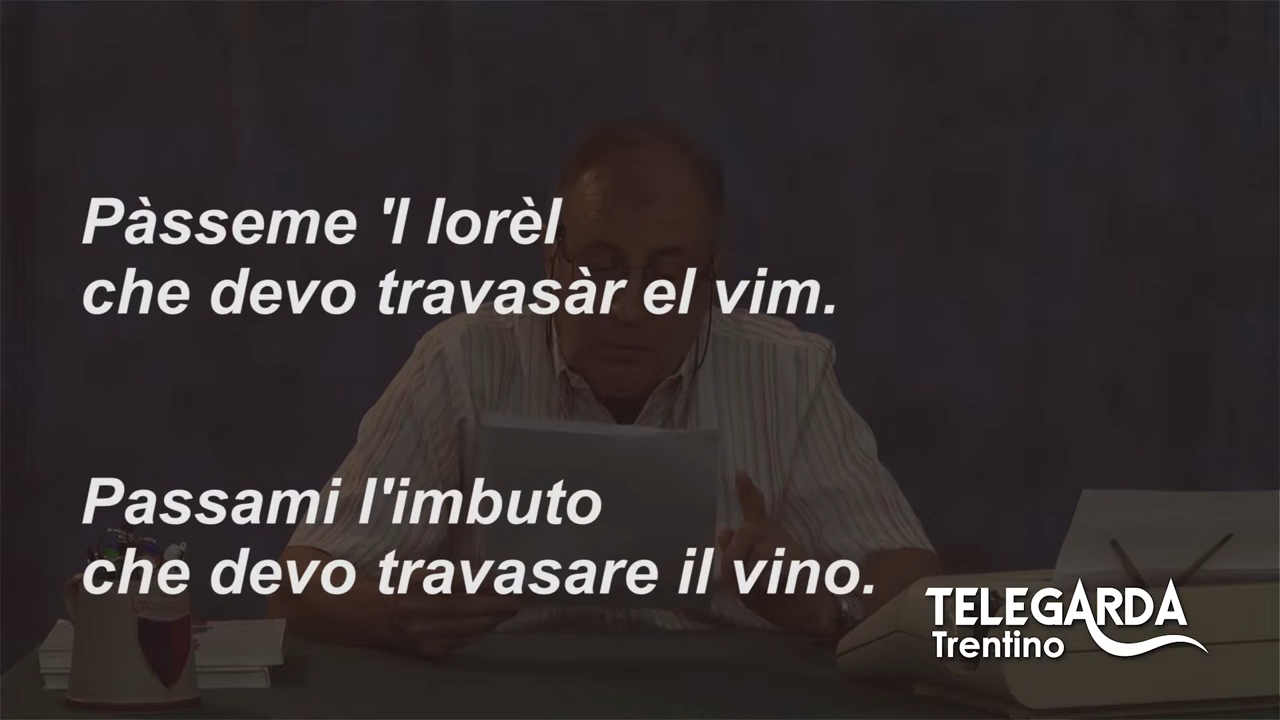 Pàsseme 'l lorèl
che devo travasàr el vim.
Passami l'imbuto
che devo travasare il vino.
TELEGARDA
Trentino